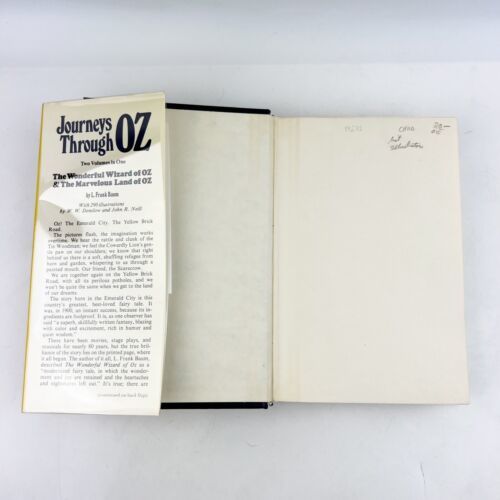 Journeys
Through OZ
Two Volumes in One
The Wonderful Wizard of OZ
& The Marvelous Land of OZ
by L. Frank Baum
With 290 illustrations
by W. W. Denslow and John R. Neill
Oz! The Emerald City. The Yellow Brick
Road.
The pictures flash, the imagination works
overtime. We hear the rattle and clunk of the
Tin Woodman; we feel the Cowardly Lion's gen-
tle paw on our shoulders; we know that right
behind us there is a soft, shuffling refugee from
barn and garden, whispering to us through a
painted mouth. Our friend, the Scarecrow.
We are together again on the Yellow Brick
Road, with all its perilous potholes, and we
won't be quite the same when we get to the land
of our dreams.
The story born in the Emerald City is this
country's greatest, best-loved fairy tale. It
was, in 1900, an instant success, because its in-
gredients are foolproof. It is, as one observer has
said "a superb, skillfully written fantasy, blazing
with color and excitement, rich in humor and
quiet wisdom."
There have been movies, stage plays, and
musicals for nearly 80 years, but the true bril-
liance of the story lies on the printed page, where
it all began. The author of it all, L. Frank Baum,
described The Wonderful Wizard of Oz as a
"modernized fairy tale, in which the wonder-
ment and joy are retained and the heartaches
and nightmares left out." It's true; there are
(continued on back flap)